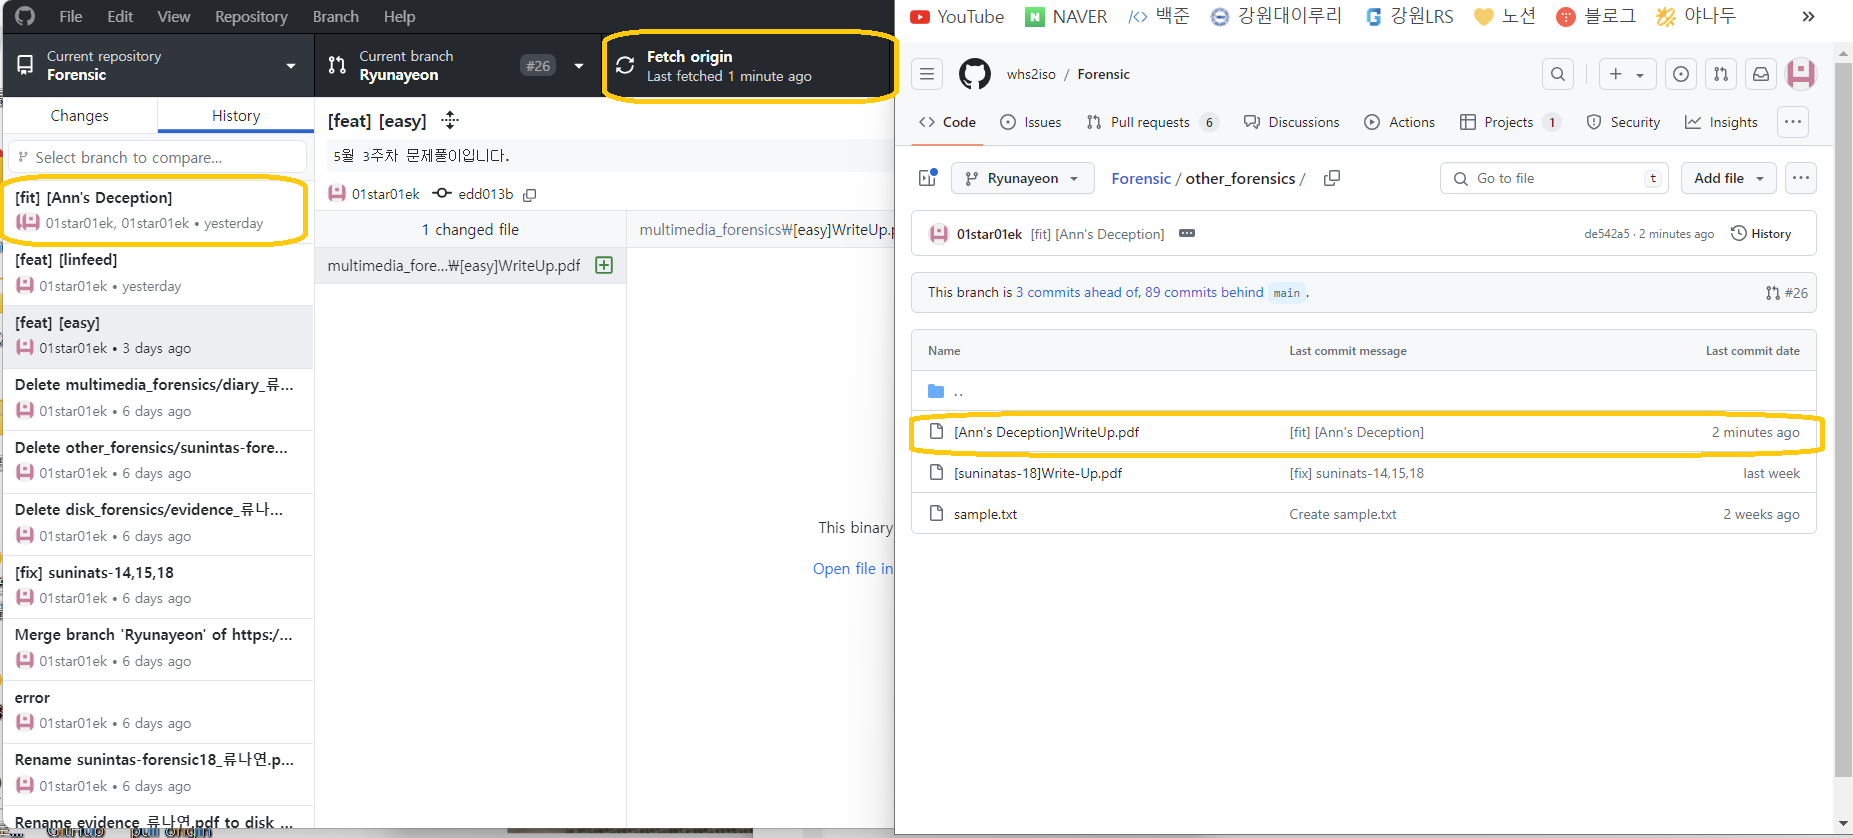 File Edit View Repository Branch Help
Current repository
Forensic
Current branch
Ryunayeon
#26
Fetch origin
Last fetched 1 minute ago
Changes
History
Select branch to compare...
[fit] [Ann's Deception]
01star01ek, 01star01ek • yesterday
[feat] [linfeed]
01star01ek • yesterday
[feat] [easy]
01star01ek • 3 days ago
Delete multimedia_forensics/diary_류...
01star01ek • 6 days ago
Delete other_forensics/sunintas-fore...
01star01ek • 6 days ago
Delete disk_forensics/evidence_류나...
01star01ek • 6 days ago
[fix] suninats-14,15,18
01star01ek • 6 days ago
Merge branch 'Ryunayeon' of https:/...
01star01ek • 6 days ago
error
01star01ek • 6 days ago
Rename sunintas-forensic18_류나연.p...
01star01ek • 6 days ago
Rename evidence_류나연.pdf to disk_...
GitHub pull origin
[feat] [easy]
5월 3주차 문제풀이입니다.
01star01ek edd013b
1 changed file
multimedia_fore...₩[easy]WriteUp.pdf
multimedia_forensics₩[easy]WriteUp.p
This binary
Open file in
YouTube NAVER 백준 강원대이루리 강원LRS 노션 블로그 야나두 »
whs2iso / Forensic
Code Issues Pull requests 6 Discussions Actions Projects 1 Security Insights
Ryunayeon
Forensic / other_forensics /
Go to file t
Add file
01star01ek [fit] [Ann's Deception]
de542a5 · 2 minutes ago
History
This branch is 3 commits ahead of, 89 commits behind main .
#26
Name Last commit message Last commit date
..
[Ann's Deception]WriteUp.pdf [fit] [Ann's Deception] 2 minutes ago
[suninatas-18]Write-Up.pdf [fix] suninats-14,15,18 last week
sample.txt Create sample.txt 2 weeks ago